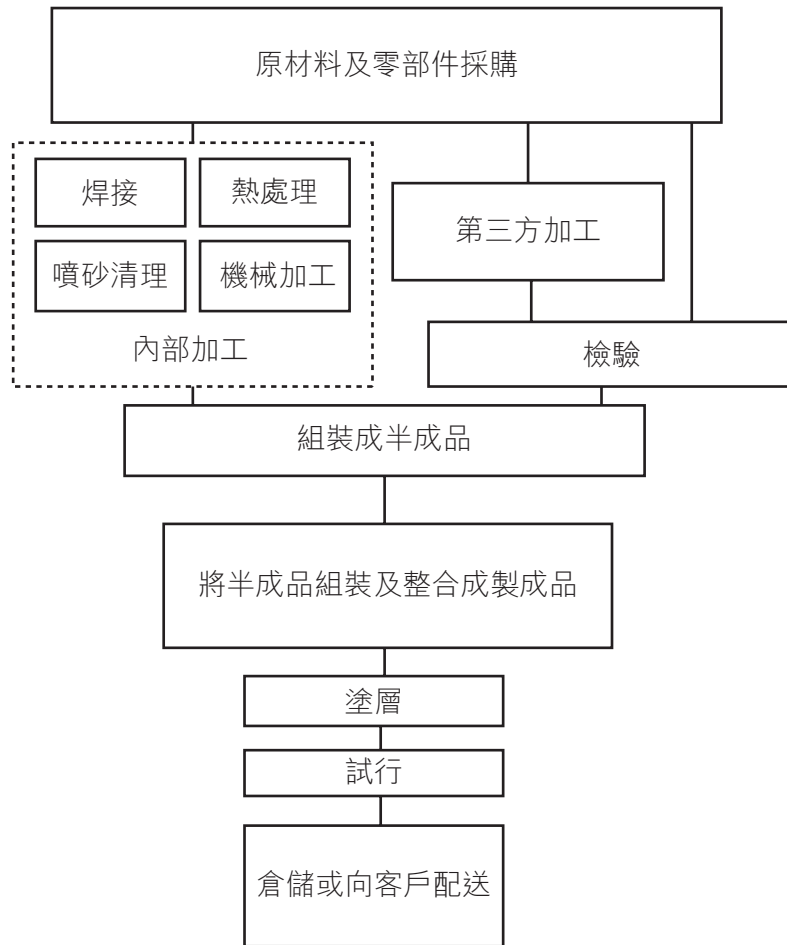 原材料及零部件採購
焊接
熱處理
第三方加工
噴砂清理
機械加工
內部加工
檢驗
組裝成半成品
將半成品組裝及整合成製成品
塗層
試行
倉儲或向客戶配送